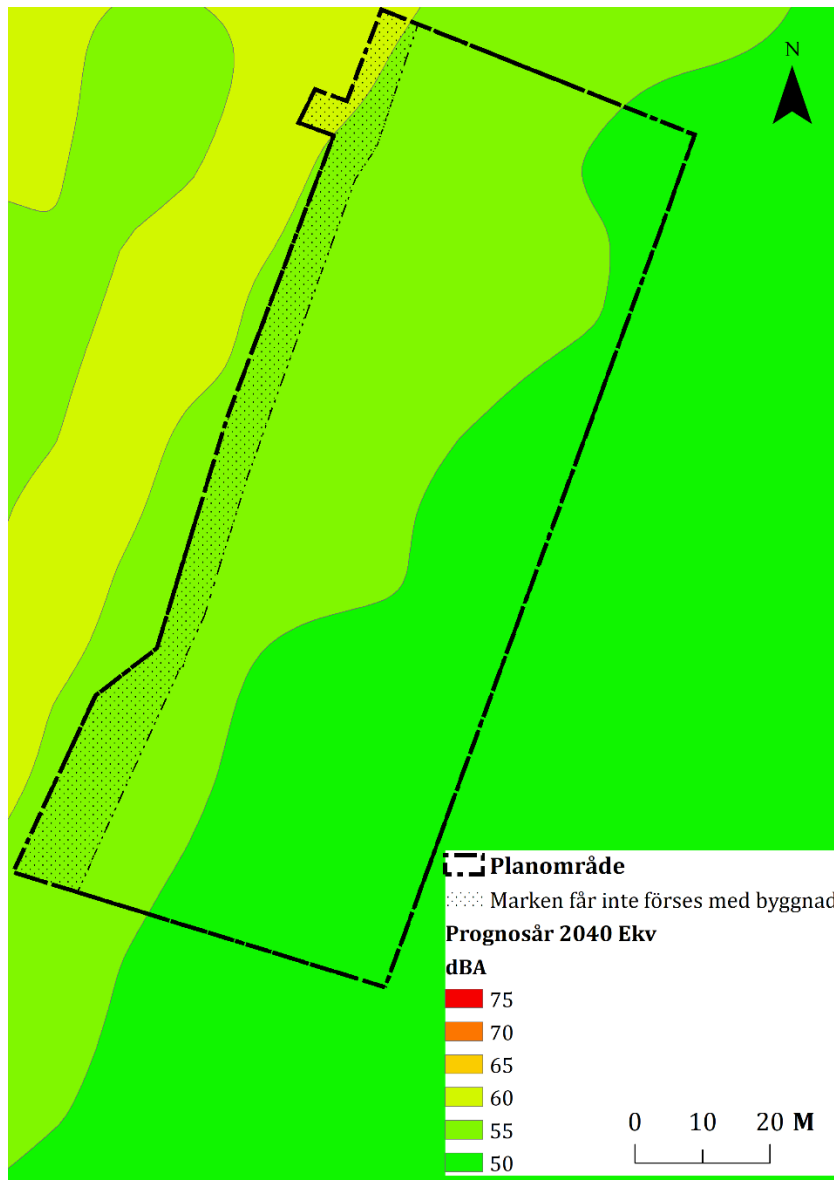 N
Planområde
Marken får inte förses med byggnad
Prognosår 2040 Ekv
dBA
75
70
65
60
55
50
0 10 20 M